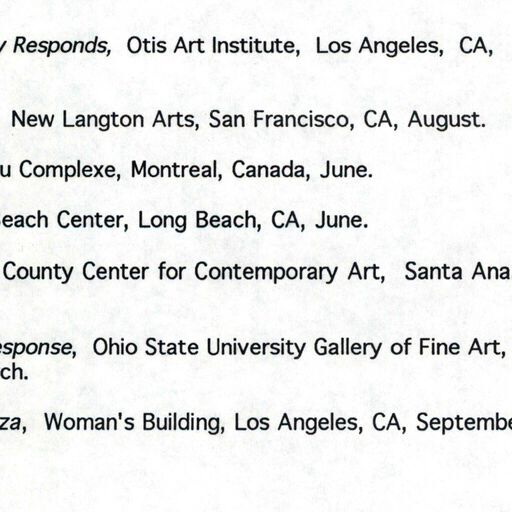 y Responds, Otis Art Institute, Los Angeles, CA,
New Langton Arts, San Francisco, CA, August.
u Complexe, Montreal, Canada, June.
each Center, Long Beach, CA, June.
County Center for Contemporary Art, Santa Ana
sponse, Ohio State University Gallery of Fine Art,
ch.
za, Woman's Building, Los Angeles, CA, Septembe